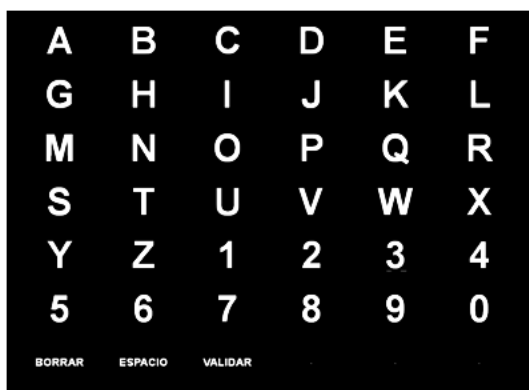 A B C D E F
G H I J K L
M N O P Q R
S T U V W X
Y Z 1 2 3 4
5 6 7 8 9 0
BORRAR ESPACIO VALIDAR